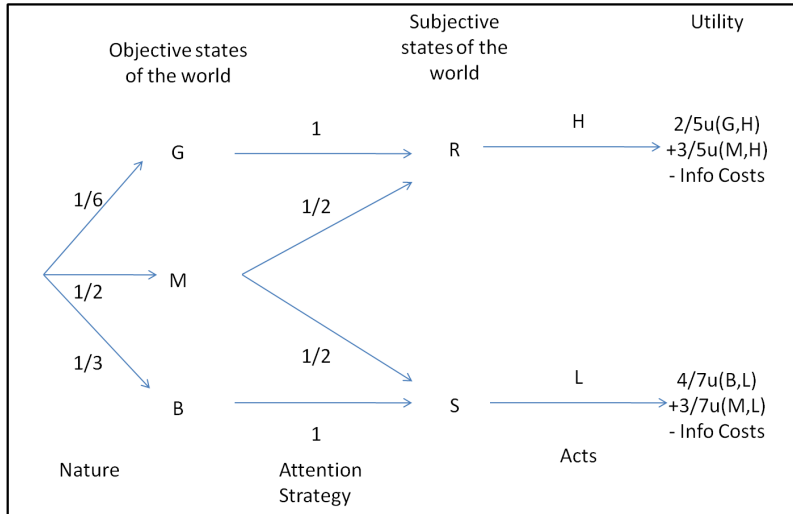 Objective states
of the world
Subjective
states of the
world
Utility
G
1
R
H
2/5u(G,H)
+3/5u(M,H)
- Info Costs
1/6
1/2
M
1/2
1/3
1/2
B
1
S
L
4/7u(B,L)
+3/7u(M,L)
- Info Costs
Nature
Attention
Strategy
Acts